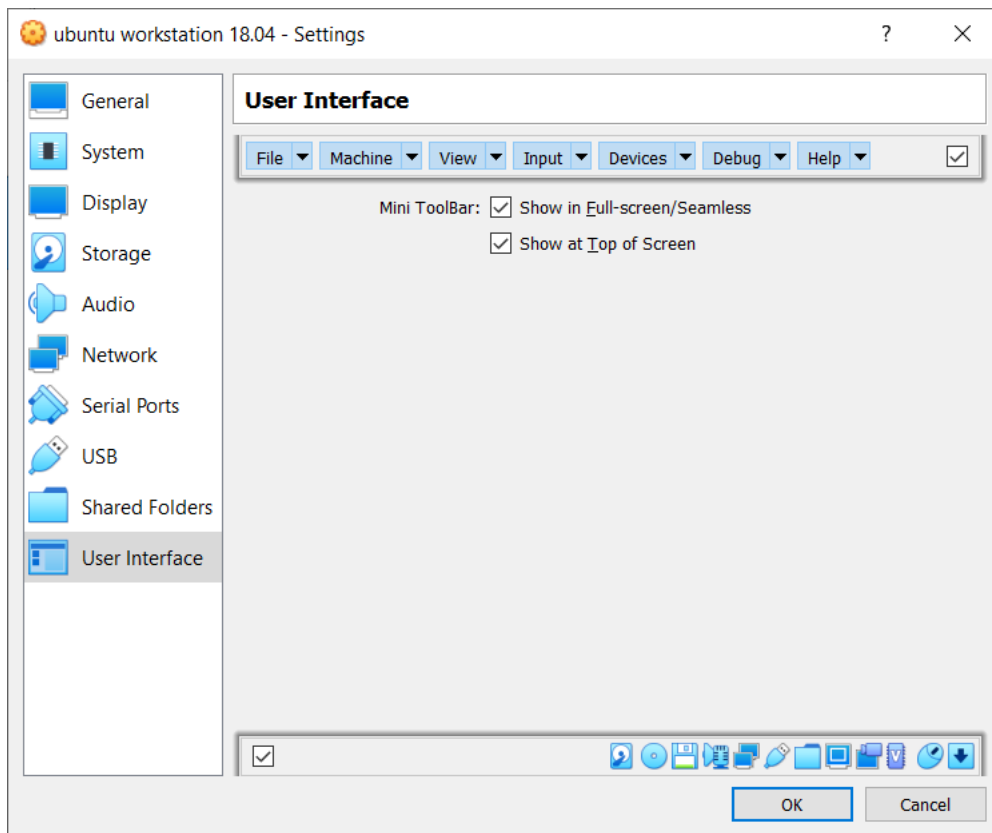 ubuntu workstation 18.04 - Settings ?
General
System
Display
Storage
Audio
Network
Serial Ports
USB
Shared Folders
User Interface
User Interface
File Machine View Input Devices Debug Help
Mini ToolBar: Show in Full-screen/Seamless
Show at Top of Screen
V
OK Cancel